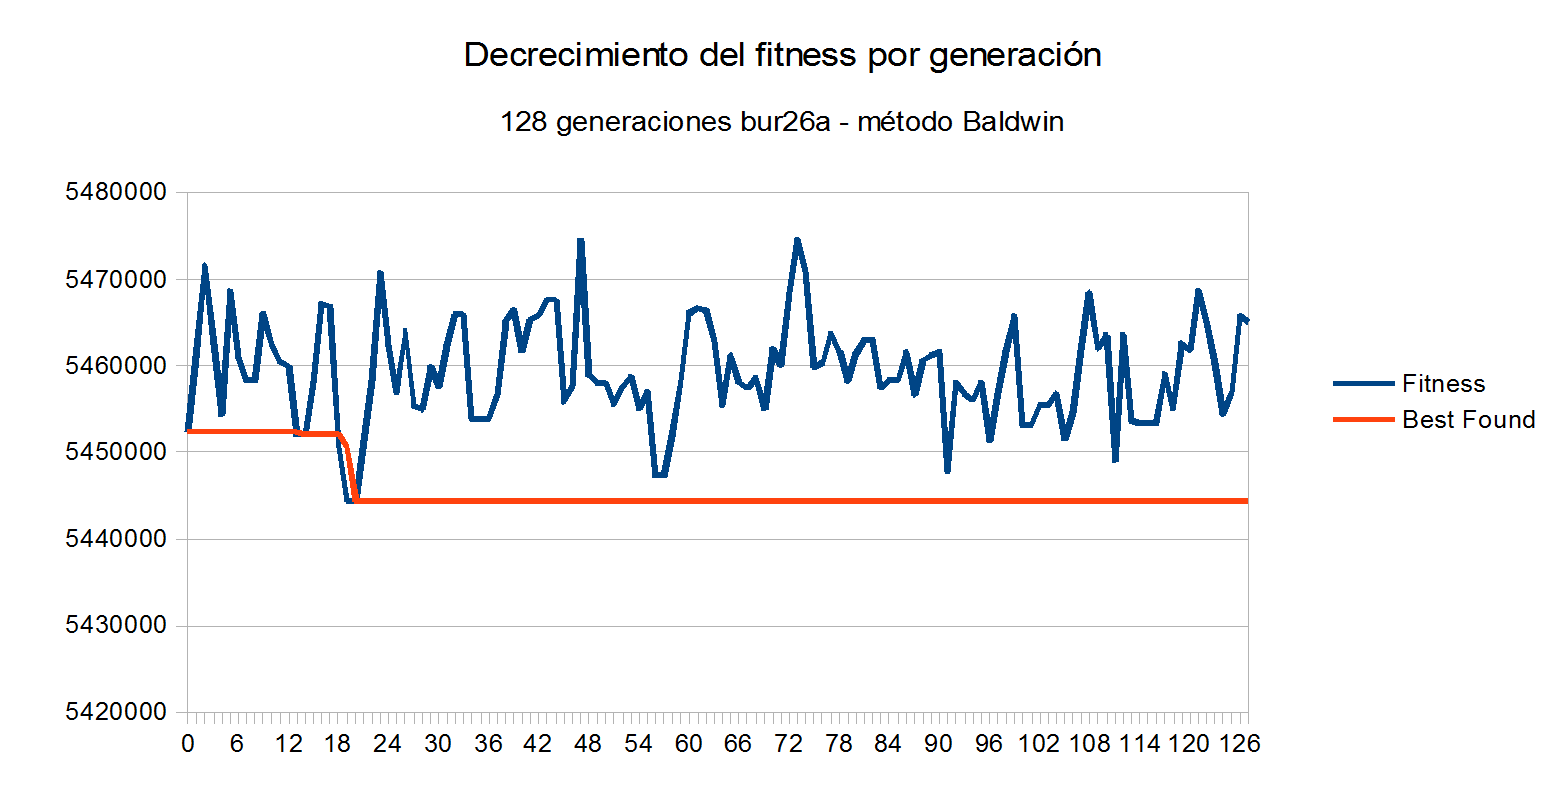 Decrecimiento del fitness por generación
128 generaciones bur26a - método Baldwin
5480000
5470000
5460000
5450000
5440000
5430000
5420000
0 6 12 18 24 30 36 42 48 54 60 66 72 78 84 90 96 102 108 114 120 126
Fitness
Best Found